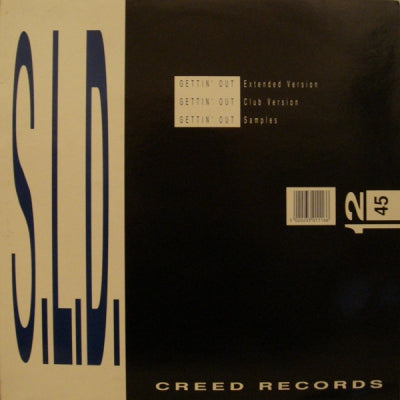 S.L.D.
GETTIN' OUT Extended Version
GETTIN' OUT Club Version
GETTIN' OUT Samples
12
45
CREED RECORDS